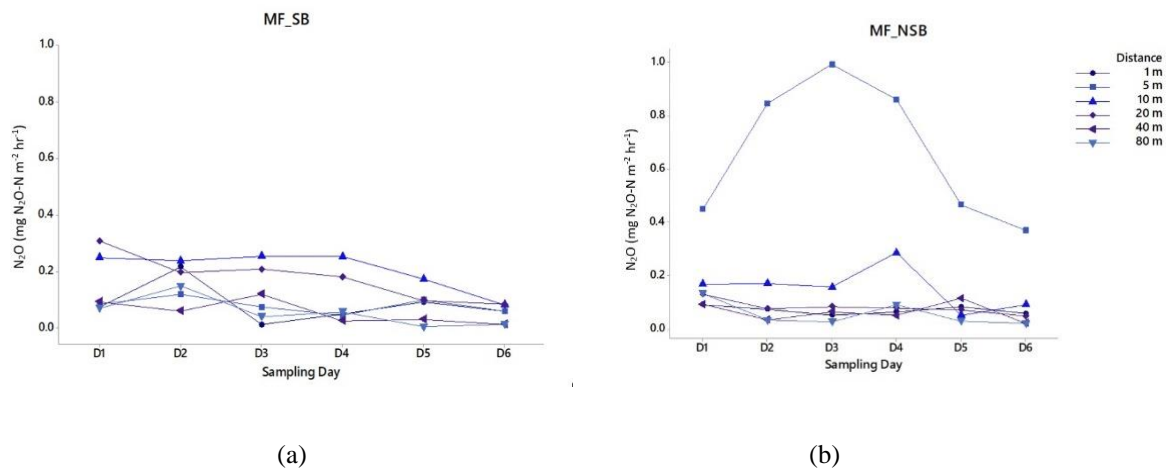 MF_SB
1.0
0.8
0.6
0.4
0.2
0.0
N₂O (mg N₂O-N m⁻² hr⁻¹)
D1 D2 D3 D4 D5 D6
Sampling Day
(a)
MF_NSB
1.0
0.8
0.6
0.4
0.2
0.0
N₂O (mg N₂O-N m⁻² hr⁻¹)
D1 D2 D3 D4 D5 D6
Sampling Day
Distance
1 m
5 m
10 m
20 m
40 m
80 m
(b)